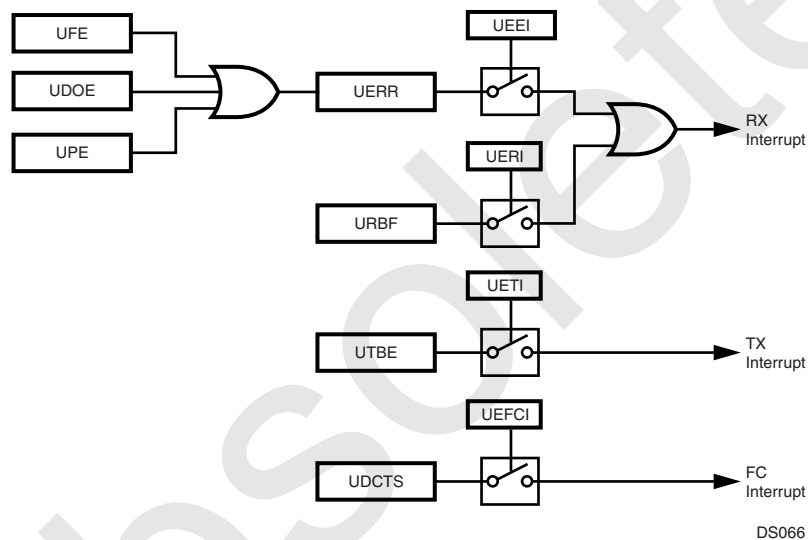 UFE
UEEI
UDOE
UERR
UPE
RX
Interrupt
UERI
URBF
UETI
UTBE
TX
Interrupt
UEFCI
UDCTS
FC
Interrupt
DS066